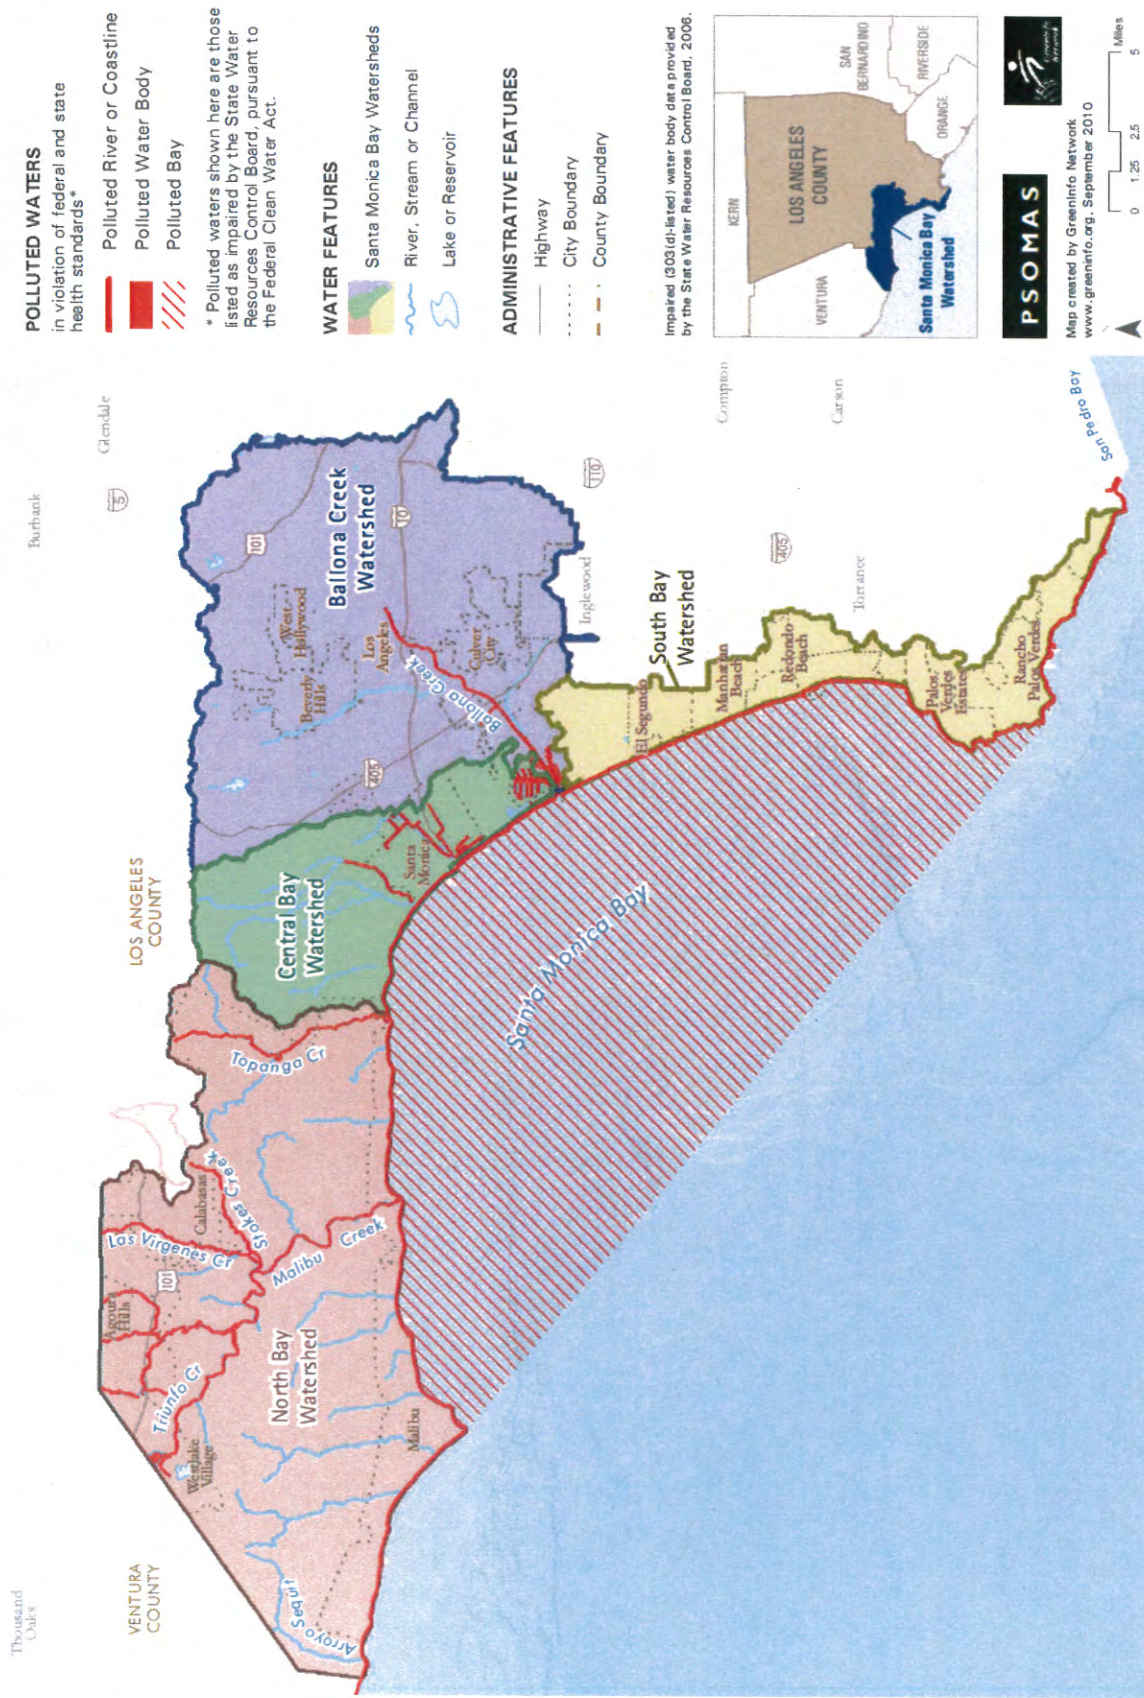 Thousand
Oaks
Burbank
Glendale
VENTURA
COUNTY
LOS ANGELES
COUNTY
5
101
101
405
10
110
405
Agoura
Hills
Las Virgenes Cr
Calabasas
Stokes Creek
Topanga Cr
Triunfo Cr
Westlake
Village
Malibu Creek
North Bay
Watershed
Arroyo Sequit
Malibu
Central Bay
Watershed
Santa
Monica
Ballona Creek
Watershed
West
Hollywood
Beverly
Hills
Los
Angeles
Ballona Creek
Culver
City
Inglewood
South Bay
Watershed
El Segundo
Manhattan
Beach
Redondo
Beach
Torrance
Palos
Verdes
Estates
Rancho
Palos Verdes
Compton
Carson
Santa Monica Bay
San Pedro Bay
POLLUTED WATERS
in violation of federal and state
health standards*
Polluted River or Coastline
Polluted Water Body
Polluted Bay
* Polluted waters shown here are those
listed as impaired by the State Water
Resources Control Board, pursuant to
the Federal Clean Water Act.
WATER FEATURES
Santa Monica Bay Watersheds
River, Stream or Channel
Lake or Reservoir
ADMINISTRATIVE FEATURES
Highway
City Boundary
County Boundary
Impaired (303(d)-listed water body data provided
by the State Water Resources Control Board, 2006.
KERN
VENTURA
LOS ANGELES
COUNTY
SAN
BERNARDINO
RIVERSIDE
ORANGE
Santa Monica Bay
Watershed
PSOMAS
GreenInfo
Network
Map created by GreenInfo Network
www.greeninfo.org. September 2010
0 1.25 2.5 5
Miles